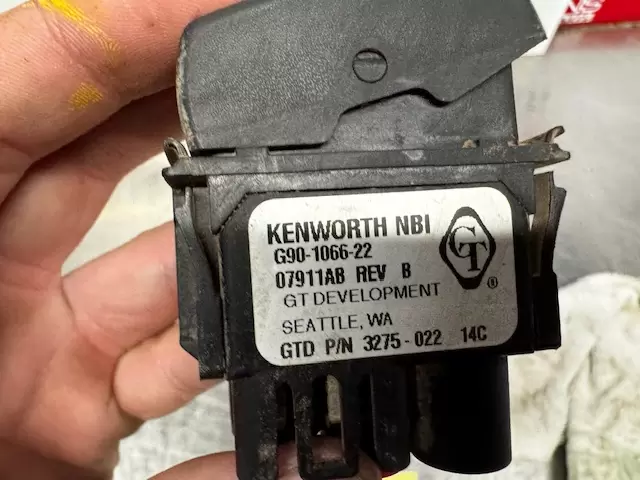 KENWORTH NBI
G90-1066-22
07911AB REV B
GT DEVELOPMENT
SEATTLE, WA
GTD P/N 3275-022 14C
GT
®